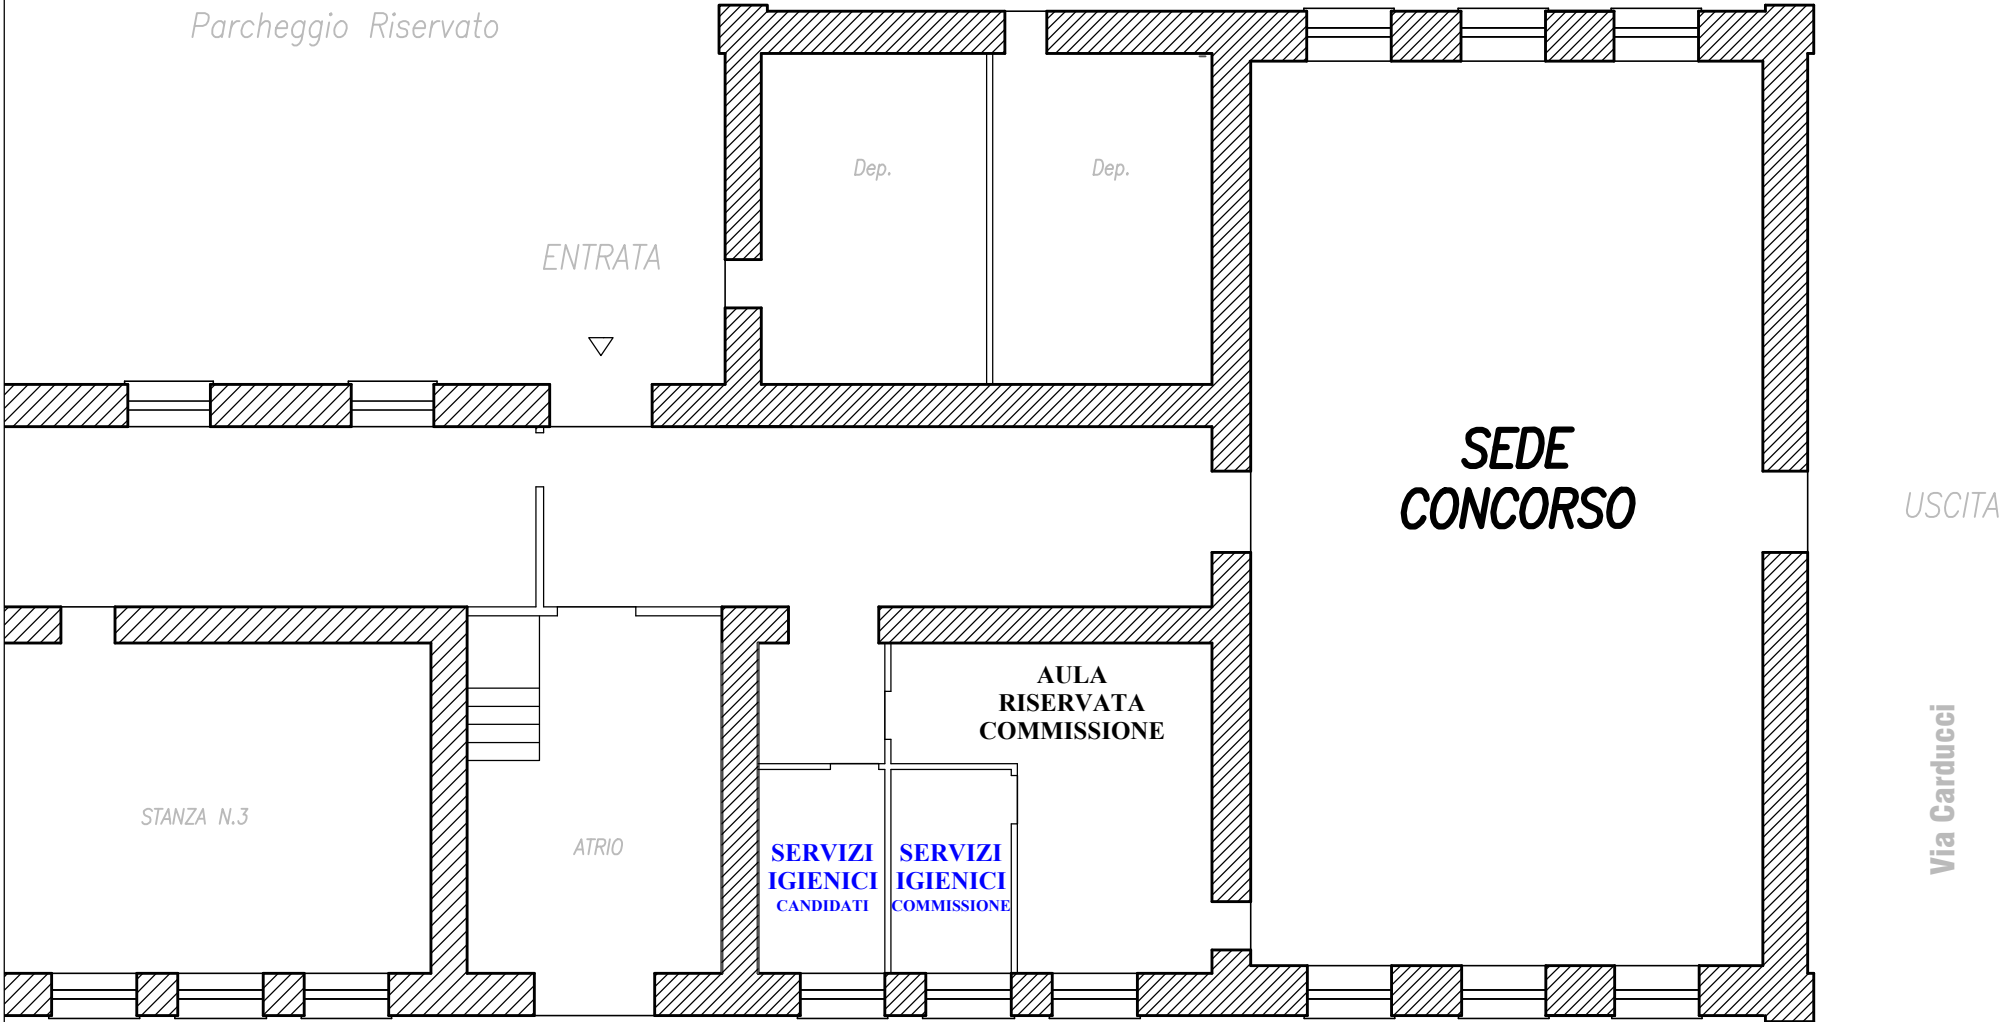 Parcheggio Riservato
Dep.
Dep.
ENTRATA
SEDE
CONCORSO
USCITA
AULA
RISERVATA
COMMISSIONE
STANZA N.3
ATRIO
SERVIZI
IGIENICI
CANDIDATI
SERVIZI
IGIENICI
COMMISSIONE
Via Carducci